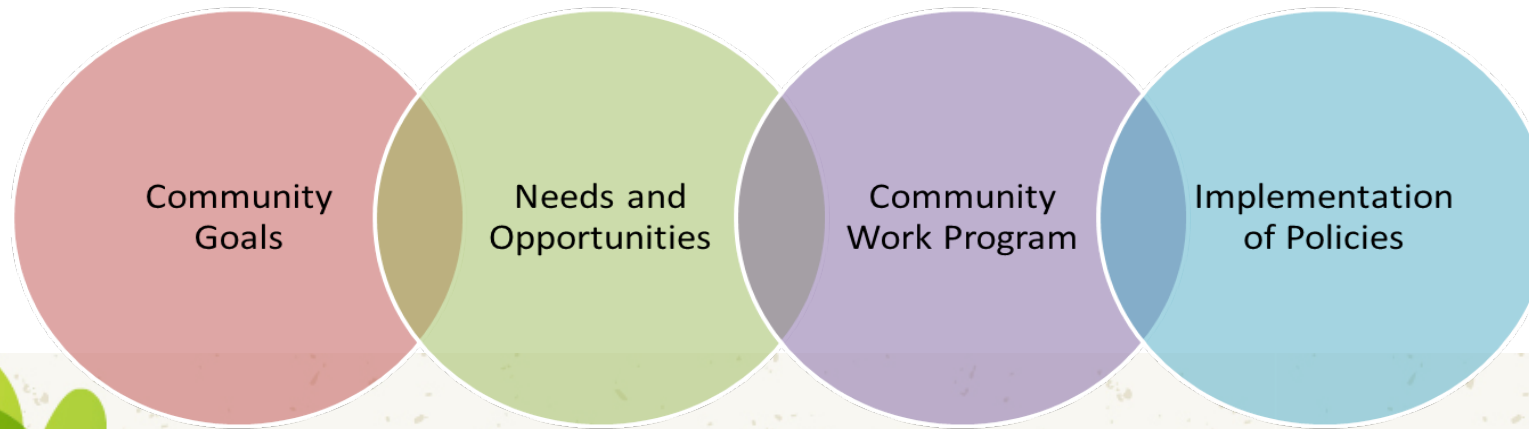 Community
Goals
Needs and
Opportunities
Community
Work Program
Implementation
of Policies